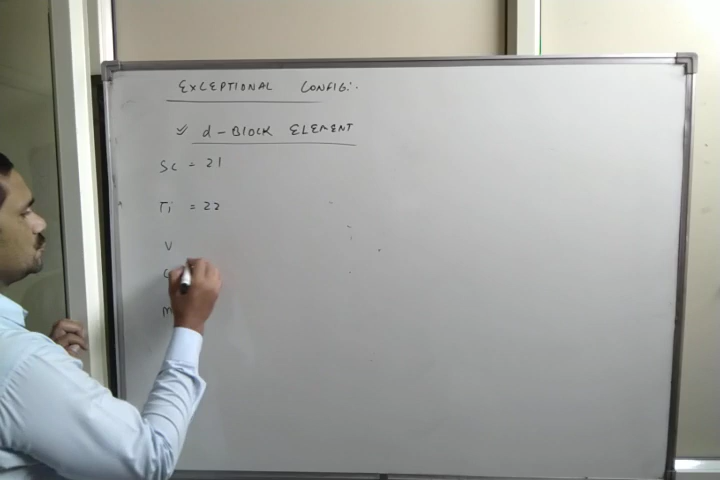 EXCEPTIONAL CONFIG:.
d-BLOCK ELEMENT
Sc = 21
Ti = 22
V